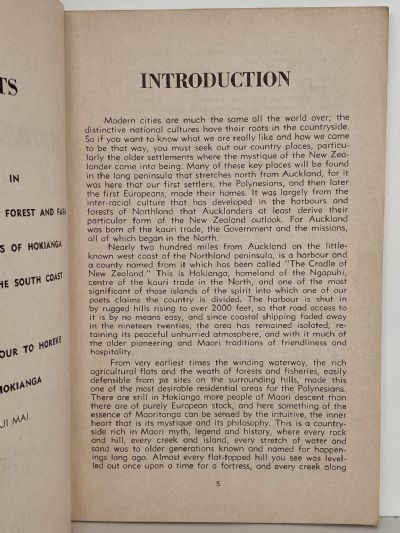 TS
IN
FOREST AND FARM
S OF HOKIANGA
THE SOUTH COAST
OUR TO HOREKE
HOKIANGA
UI MAI
INTRODUCTION
Modern cities are much the same all the world over; the
distinctive national cultures have their roots in the countryside.
So if you want to know what we are really like and how we came
to be that way, you must seek out our country places, particu-
larly the older settlements where the mystique of the New Zea-
lander came into being. Many of these key places will be found
in the long peninsula that stretches north from Auckland, for it
was here that our first settlers, the Polynesians, and then later
the first Europeans, made their homes. It was largely from the
inter-racial culture that has developed in the harbours and
forests of Northland that Aucklanders at least derive their
particular form of the New Zealand outlook. For Auckland
was born of the kauri trade, the Government and the missions,
all of which began in the North.
Nearly two hundred miles from Auckland on the little-
known west coast of the Northland peninsula, is a harbour and
a county named from it which has been called "The Cradle of
New Zealand." This is Hokianga, homeland of the Ngapuhi,
centre of the kauri trade in the North, and one of the most
significant of those islands of the spirit into which one of our
poets claims the country is divided. The harbour is shut in
by rugged hills rising to over 2000 feet, so that road access to
it is by no means easy, and since coastal shipping faded away
in the nineteen twenties, the area has remained isolated, re-
taining its peaceful unhurried atmosphere, and with it much of
the older pioneering and Maori traditions of friendliness and
hospitality.
From very earliest times the winding waterway, the rich
agricultural flats and the weath of forests and fisheries, easily
defensible from pa sites on the surrounding hills, made this
one of the most desirable residential areas for the Polynesians.
There are still in Hokianga more people of Maori descent than
there are of purely European stock, and here something of the
essence of Maoritanga can be sensed by the intuitive, the inner
heart that is its mystique and its philosophy. This is a country-
side rich in Maori myth, legend and history, where every rock
and hill, every creek and island, every stretch of water and
sand was to older generations known and named for happen-
ings long ago. Almost every flat-topped hill you see was level-
led out once upon a time for a fortress, and every creek along
5